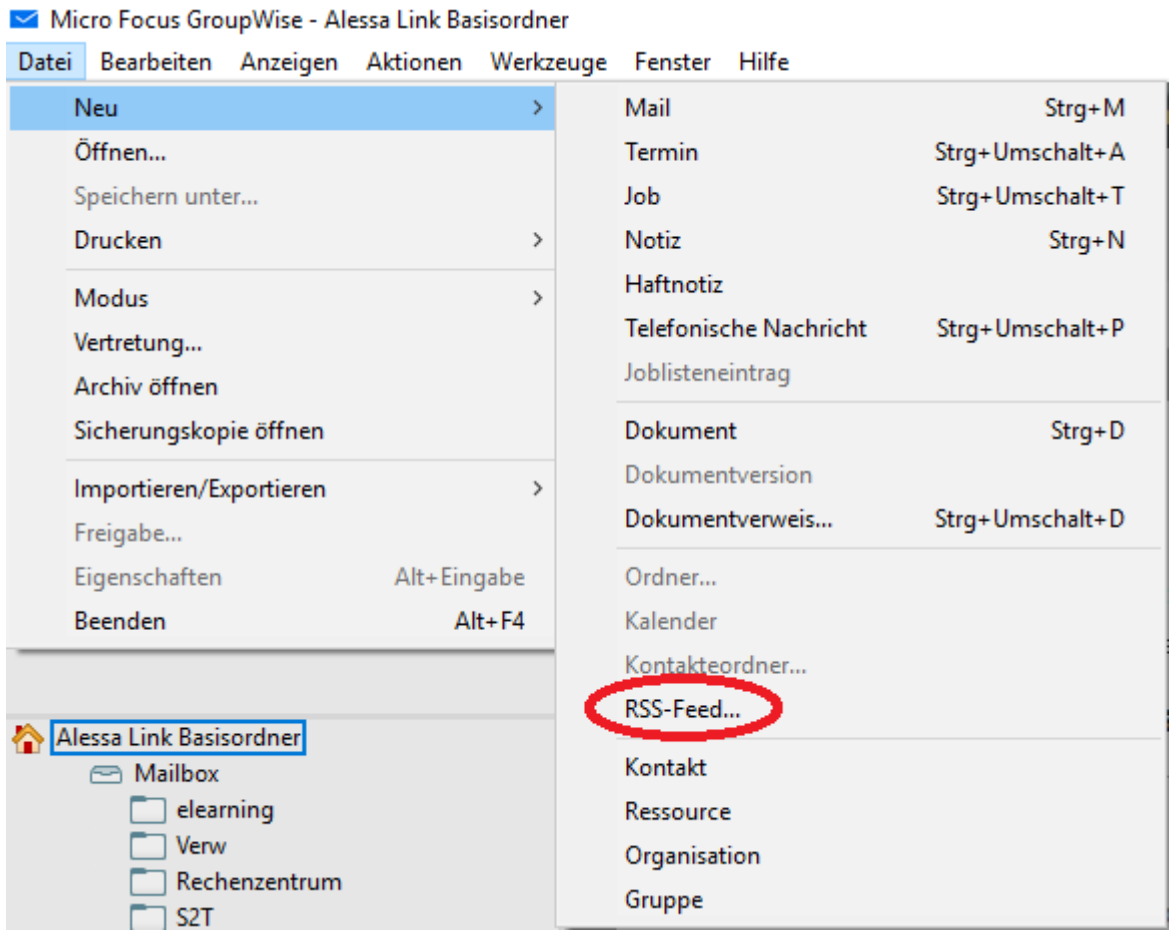 Micro Focus GroupWise - Alessa Link Basisordner
Datei Bearbeiten Anzeigen Aktionen Werkzeuge Fenster Hilfe
Neu >
Öffnen...
Speichern unter...
Drucken >
Modus >
Vertretung...
Archiv öffnen
Sicherungskopie öffnen
Importieren/Exportieren >
Freigabe...
Eigenschaften Alt+Eingabe
Beenden Alt+F4
Mail Strg+M
Termin Strg+Umschalt+A
Job Strg+Umschalt+T
Notiz Strg+N
Haftnotiz
Telefonische Nachricht Strg+Umschalt+P
Joblisteneintrag
Dokument Strg+D
Dokumentversion
Dokumentverweis... Strg+Umschalt+D
Ordner...
Kalender
Kontakteordner...
RSS-Feed...
Kontakt
Ressource
Organisation
Gruppe
Alessa Link Basisordner
Mailbox
elearning
Verw
Rechenzentrum
S2T